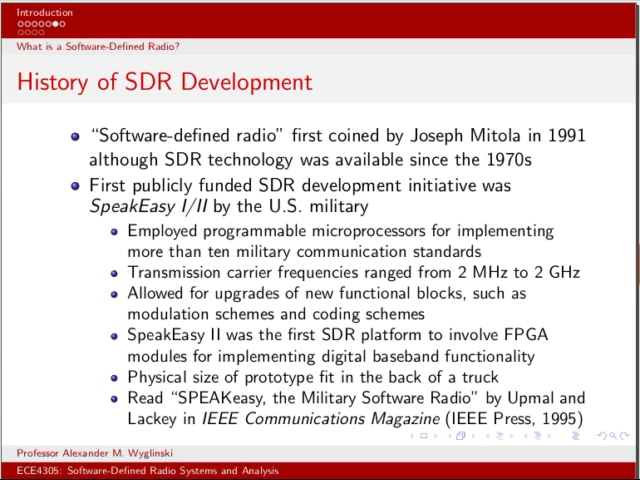 Introduction
What is a Software-Defined Radio?
History of SDR Development
“Software-defined radio” first coined by Joseph Mitola in 1991
although SDR technology was available since the 1970s
First publicly funded SDR development initiative was
SpeakEasy I/II by the U.S. military
Employed programmable microprocessors for implementing
more than ten military communication standards
Transmission carrier frequencies ranged from 2 MHz to 2 GHz
Allowed for upgrades of new functional blocks, such as
modulation schemes and coding schemes
SpeakEasy II was the first SDR platform to involve FPGA
modules for implementing digital baseband functionality
Physical size of prototype fit in the back of a truck
Read “SPEAKeasy, the Military Software Radio” by Upmal and
Lackey in IEEE Communications Magazine (IEEE Press, 1995)
Professor Alexander M. Wyglinski
ECE4305: Software-Defined Radio Systems and Analysis